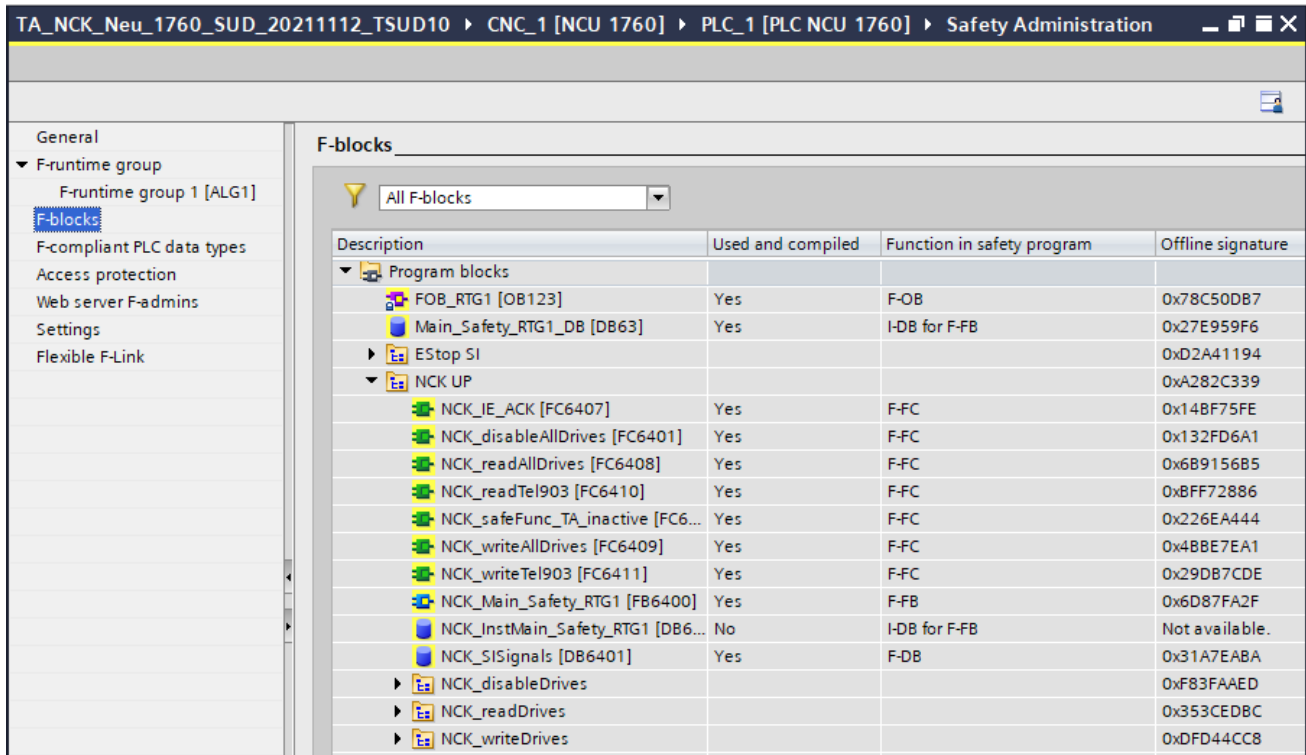 TA_NCK_Neu_1760_SUD_20211112_TSUD10 ▸ CNC_1 [NCU 1760] ▸ PLC_1 [PLC NCU 1760] ▸ Safety Administration
General
F-runtime group
F-runtime group 1 [ALG1]
F-blocks
F-compliant PLC data types
Access protection
Web server F-admins
Settings
Flexible F-Link
F-blocks
All F-blocks
Description Used and compiled Function in safety program Offline signature
Program blocks
FOB_RTG1 [OB123] Yes F-OB 0x78C50DB7
Main_Safety_RTG1_DB [DB63] Yes I-DB for F-FB 0x27E959F6
EStop SI 0xD2A41194
NCK UP 0xA282C339
NCK_IE_ACK [FC6407] Yes F-FC 0x14BF75FE
NCK_disableAllDrives [FC6401] Yes F-FC 0x132FD6A1
NCK_readAllDrives [FC6408] Yes F-FC 0x6B9156B5
NCK_readTel903 [FC6410] Yes F-FC 0xBFF72886
NCK_safeFunc_TA_inactive [FC6... Yes F-FC 0x226EA444
NCK_writeAllDrives [FC6409] Yes F-FC 0x4BBE7EA1
NCK_writeTel903 [FC6411] Yes F-FC 0x29DB7CDE
NCK_Main_Safety_RTG1 [FB6400] Yes F-FB 0x6D87FA2F
NCK_InstMain_Safety_RTG1 [DB6... No I-DB for F-FB Not available.
NCK_SISignals [DB6401] Yes F-DB 0x31A7EABA
NCK_disableDrives 0xF83FAAED
NCK_readDrives 0x353CEDBC
NCK_writeDrives 0xDFD44CC8